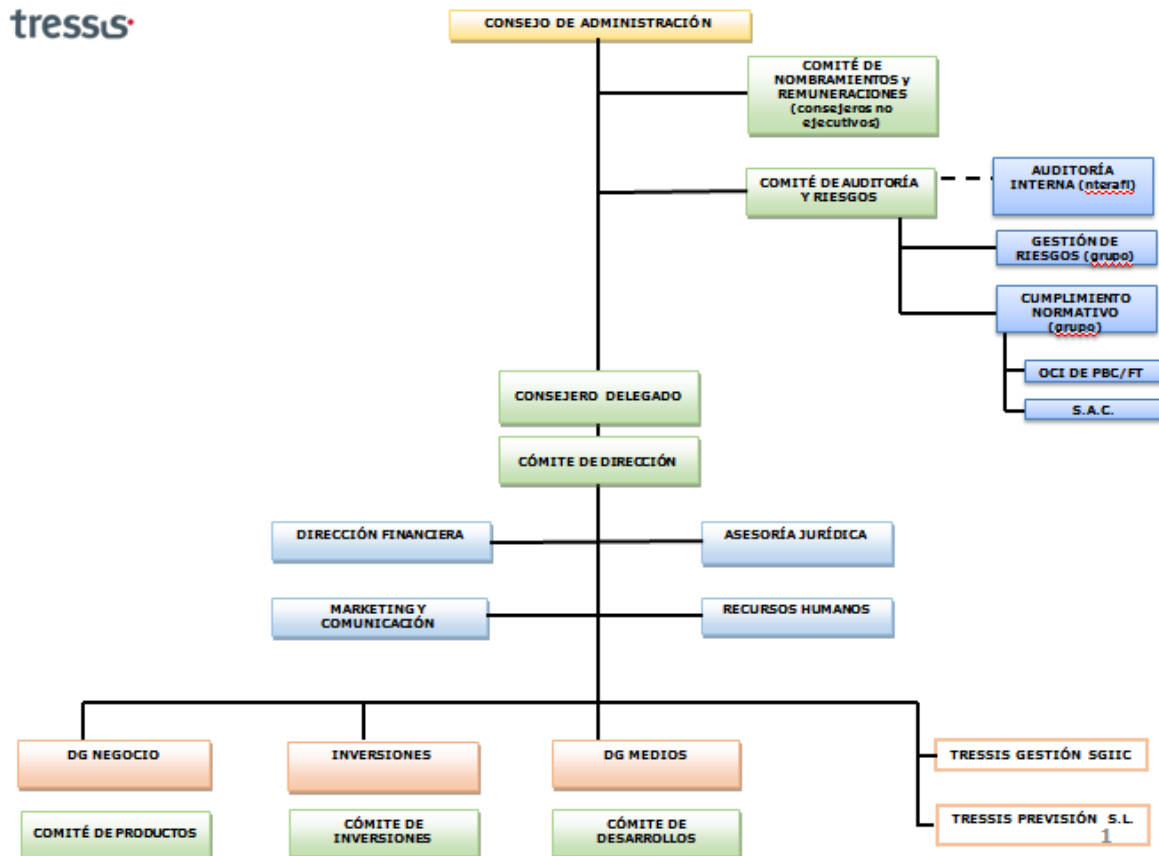 tressis
CONSEJO DE ADMINISTRACIÓN
COMITÉ DE
NOMBRAMIENTOS y
REMUNERACIONES
(consejeros no
ejecutivos)
COMITÉ DE AUDITORÍA
Y RIESGOS
AUDITORÍA
INTERNA (nterafi)
GESTIÓN DE
RIESGOS (grupo)
CUMPLIMIENTO
NORMATIVO
(grupo)
OCI DE PBC/FT
S.A.C.
CONSEJERO DELEGADO
CÓMITE DE DIRECCIÓN
DIRECCIÓN FINANCIERA
ASESORÍA JURÍDICA
MARKETING Y
COMUNICACIÓN
RECURSOS HUMANOS
DG NEGOCIO
INVERSIONES
DG MEDIOS
TRESSIS GESTIÓN SGIIC
COMITÉ DE PRODUCTOS
CÓMITE DE
INVERSIONES
CÓMITE DE
DESARROLLOS
TRESSIS PREVISIÓN S.L.
1